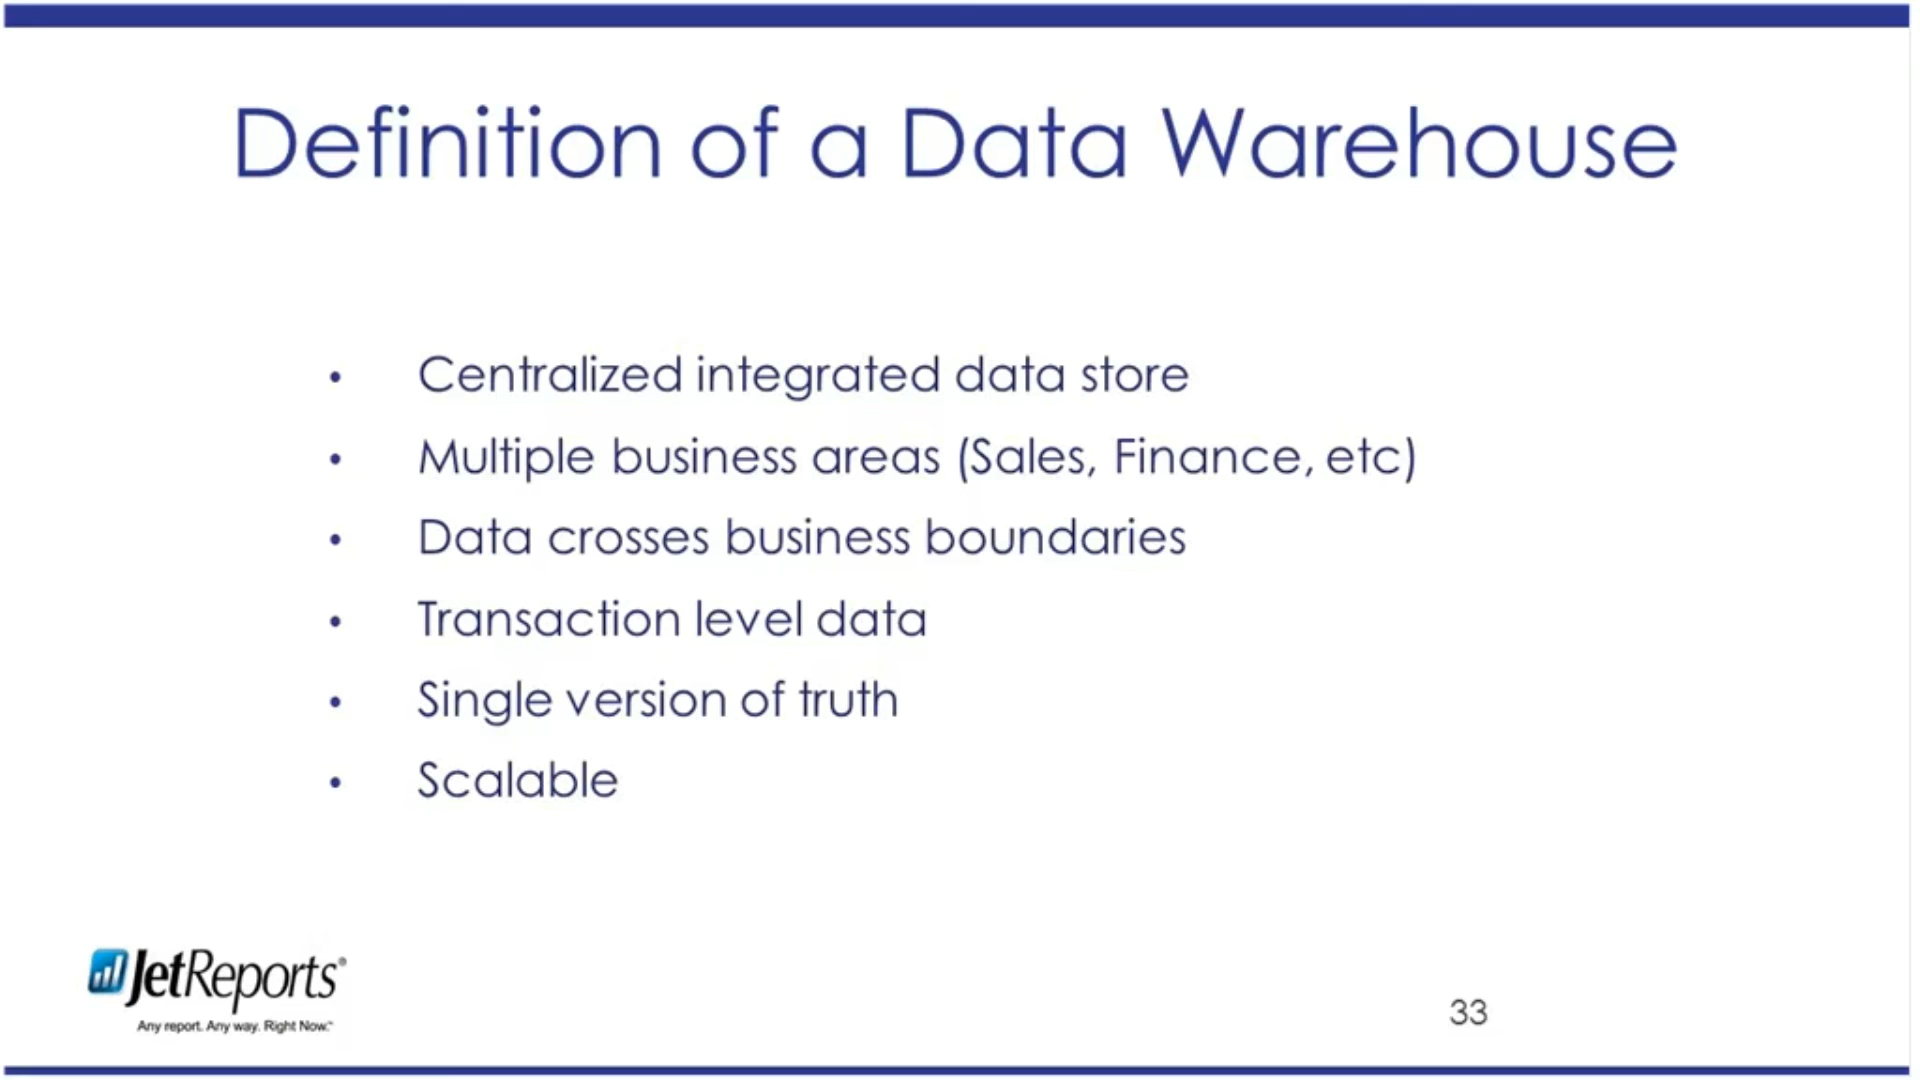 Definition of a Data Warehouse
• Centralized integrated data store
• Multiple business areas (Sales, Finance, etc)
• Data crosses business boundaries
• Transaction level data
• Single version of truth
• Scalable
JetReports®
Any report. Any way. Right Now.™
33